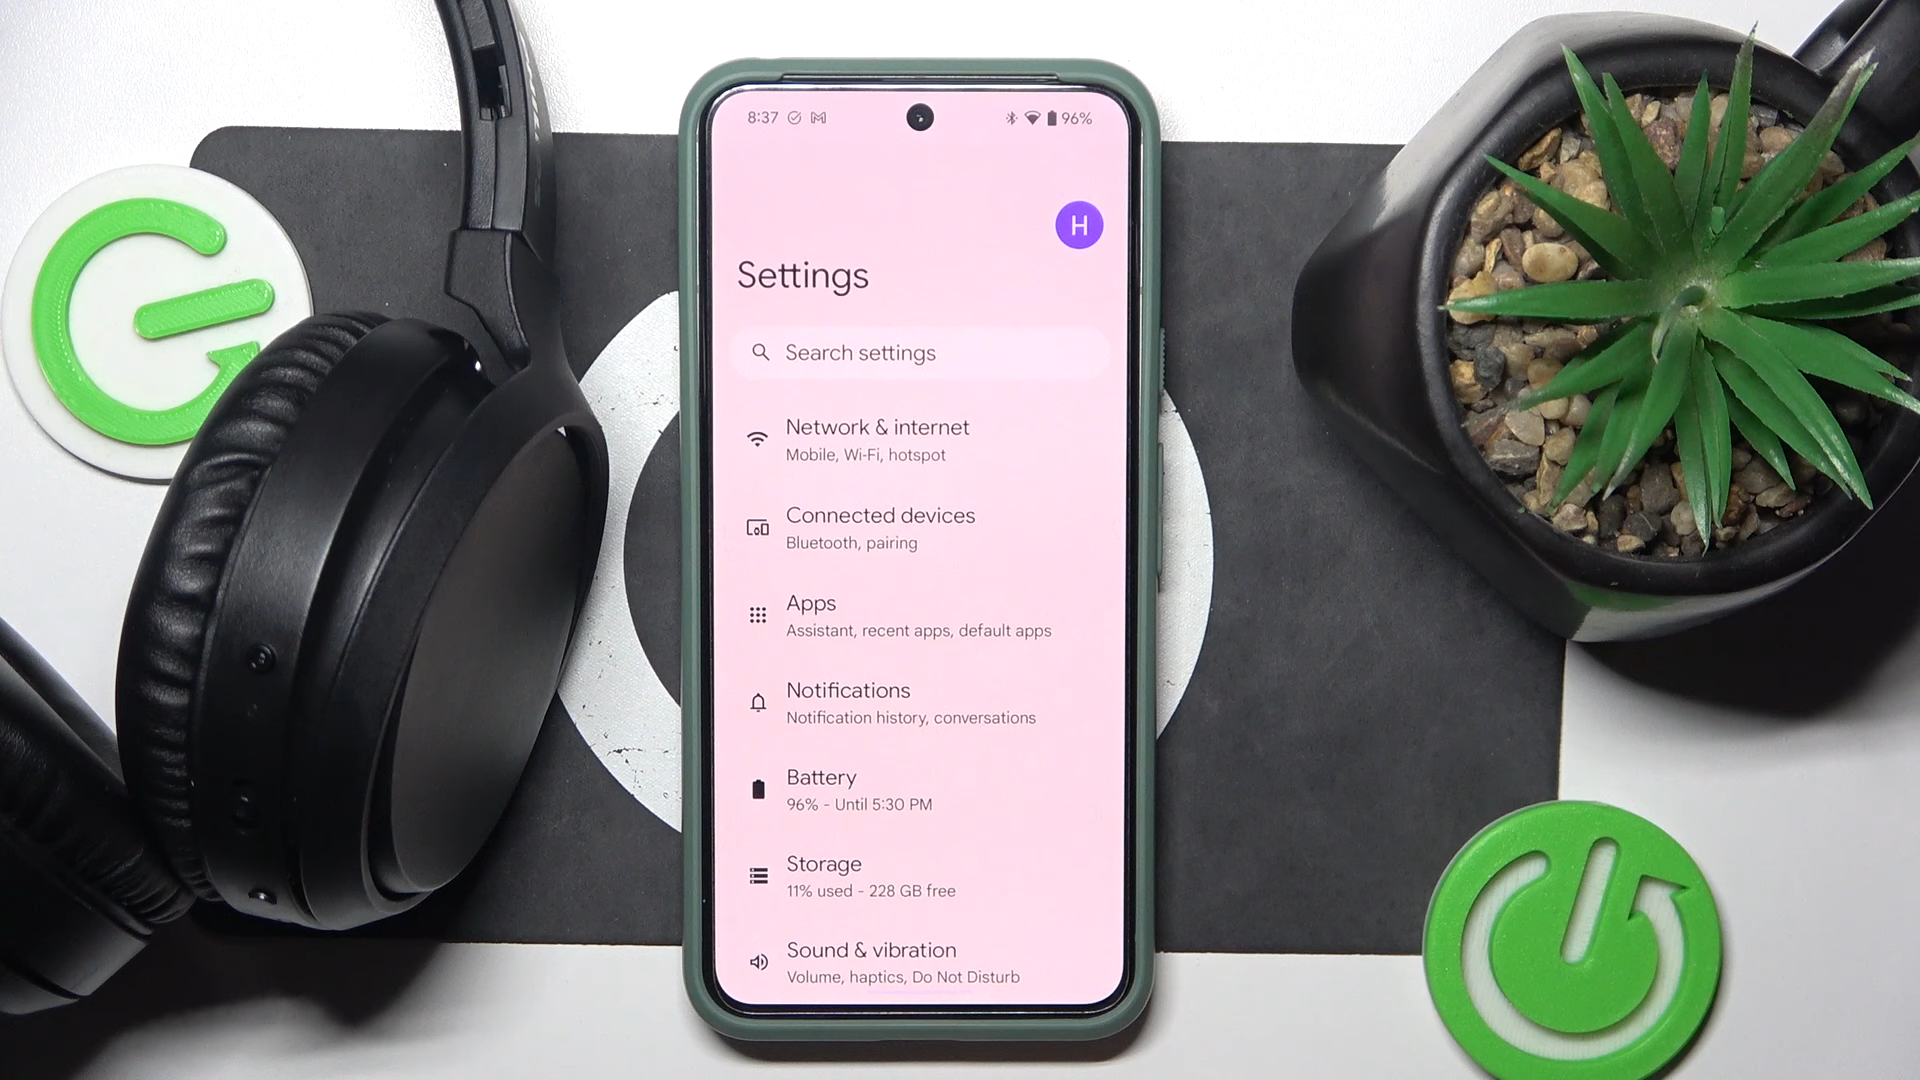 8:37 96%
H
Settings
Search settings
Network & internet
Mobile, Wi-Fi, hotspot
Connected devices
Bluetooth, pairing
Apps
Assistant, recent apps, default apps
Notifications
Notification history, conversations
Battery
96% - Until 5:30 PM
Storage
11% used - 228 GB free
Sound & vibration
Volume, haptics, Do Not Disturb